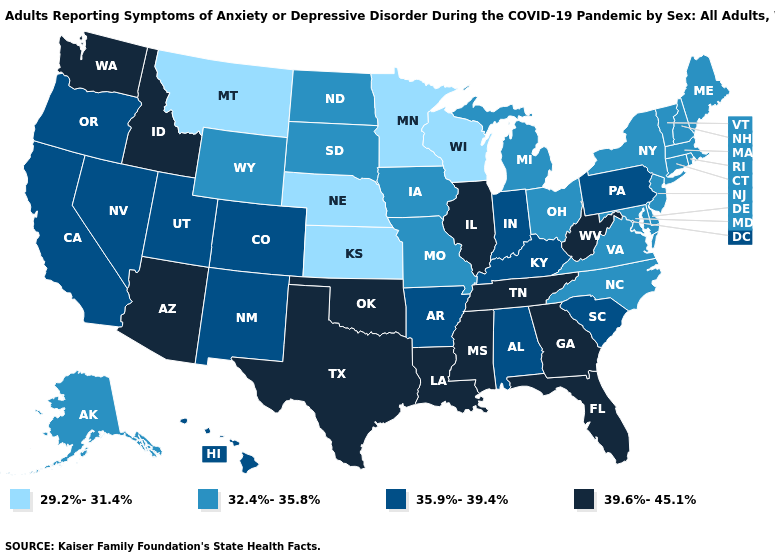 Adults Reporting Symptoms of Anxiety or Depressive Disorder During the COVID-19 Pandemic by Sex: All Adults,
WA
MT
ND
MN
ME
OR
ID
WY
SD
WI
MI
NY
VT
NH
MA
RI
CT
NJ
DE
MD
DC
NV
UT
CO
NE
IA
IL
IN
OH
PA
CA
KS
MO
KY
WV
VA
AZ
NM
OK
AR
TN
NC
SC
TX
LA
MS
AL
GA
FL
AK
HI
29.2%- 31.4%
32.4%- 35.8%
35.9%- 39.4%
39.6%- 45.1%
SOURCE: Kaiser Family Foundation's State Health Facts.